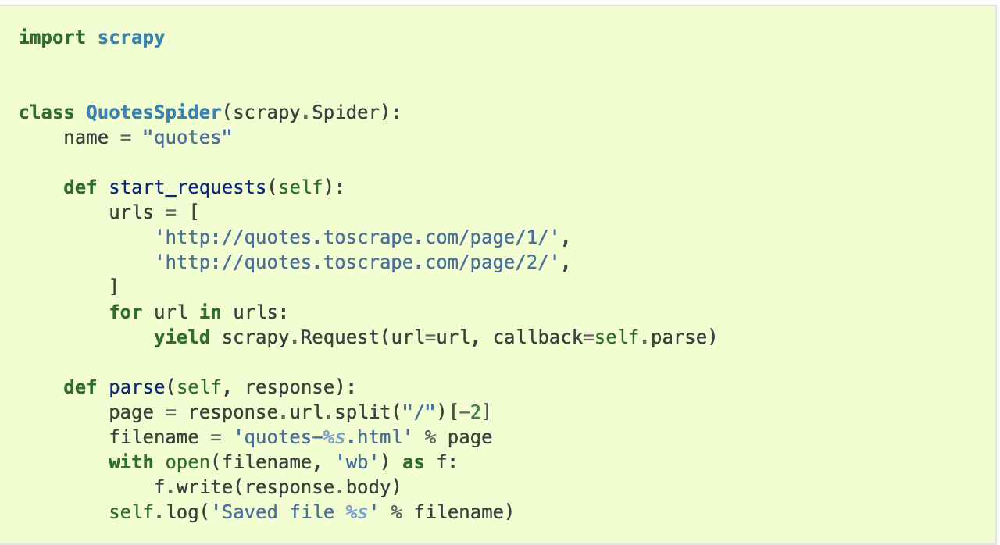 import scrapy
class QuotesSpider(scrapy.Spider):
    name = "quotes"
    def start_requests(self):
        urls = [
            'http://quotes.toscrape.com/page/1/',
            'http://quotes.toscrape.com/page/2/',
        ]
        for url in urls:
            yield scrapy.Request(url=url, callback=self.parse)
    def parse(self, response):
        page = response.url.split("/")[-2]
        filename = 'quotes-%s.html' % page
        with open(filename, 'wb') as f:
            f.write(response.body)
        self.log('Saved file %s' % filename)